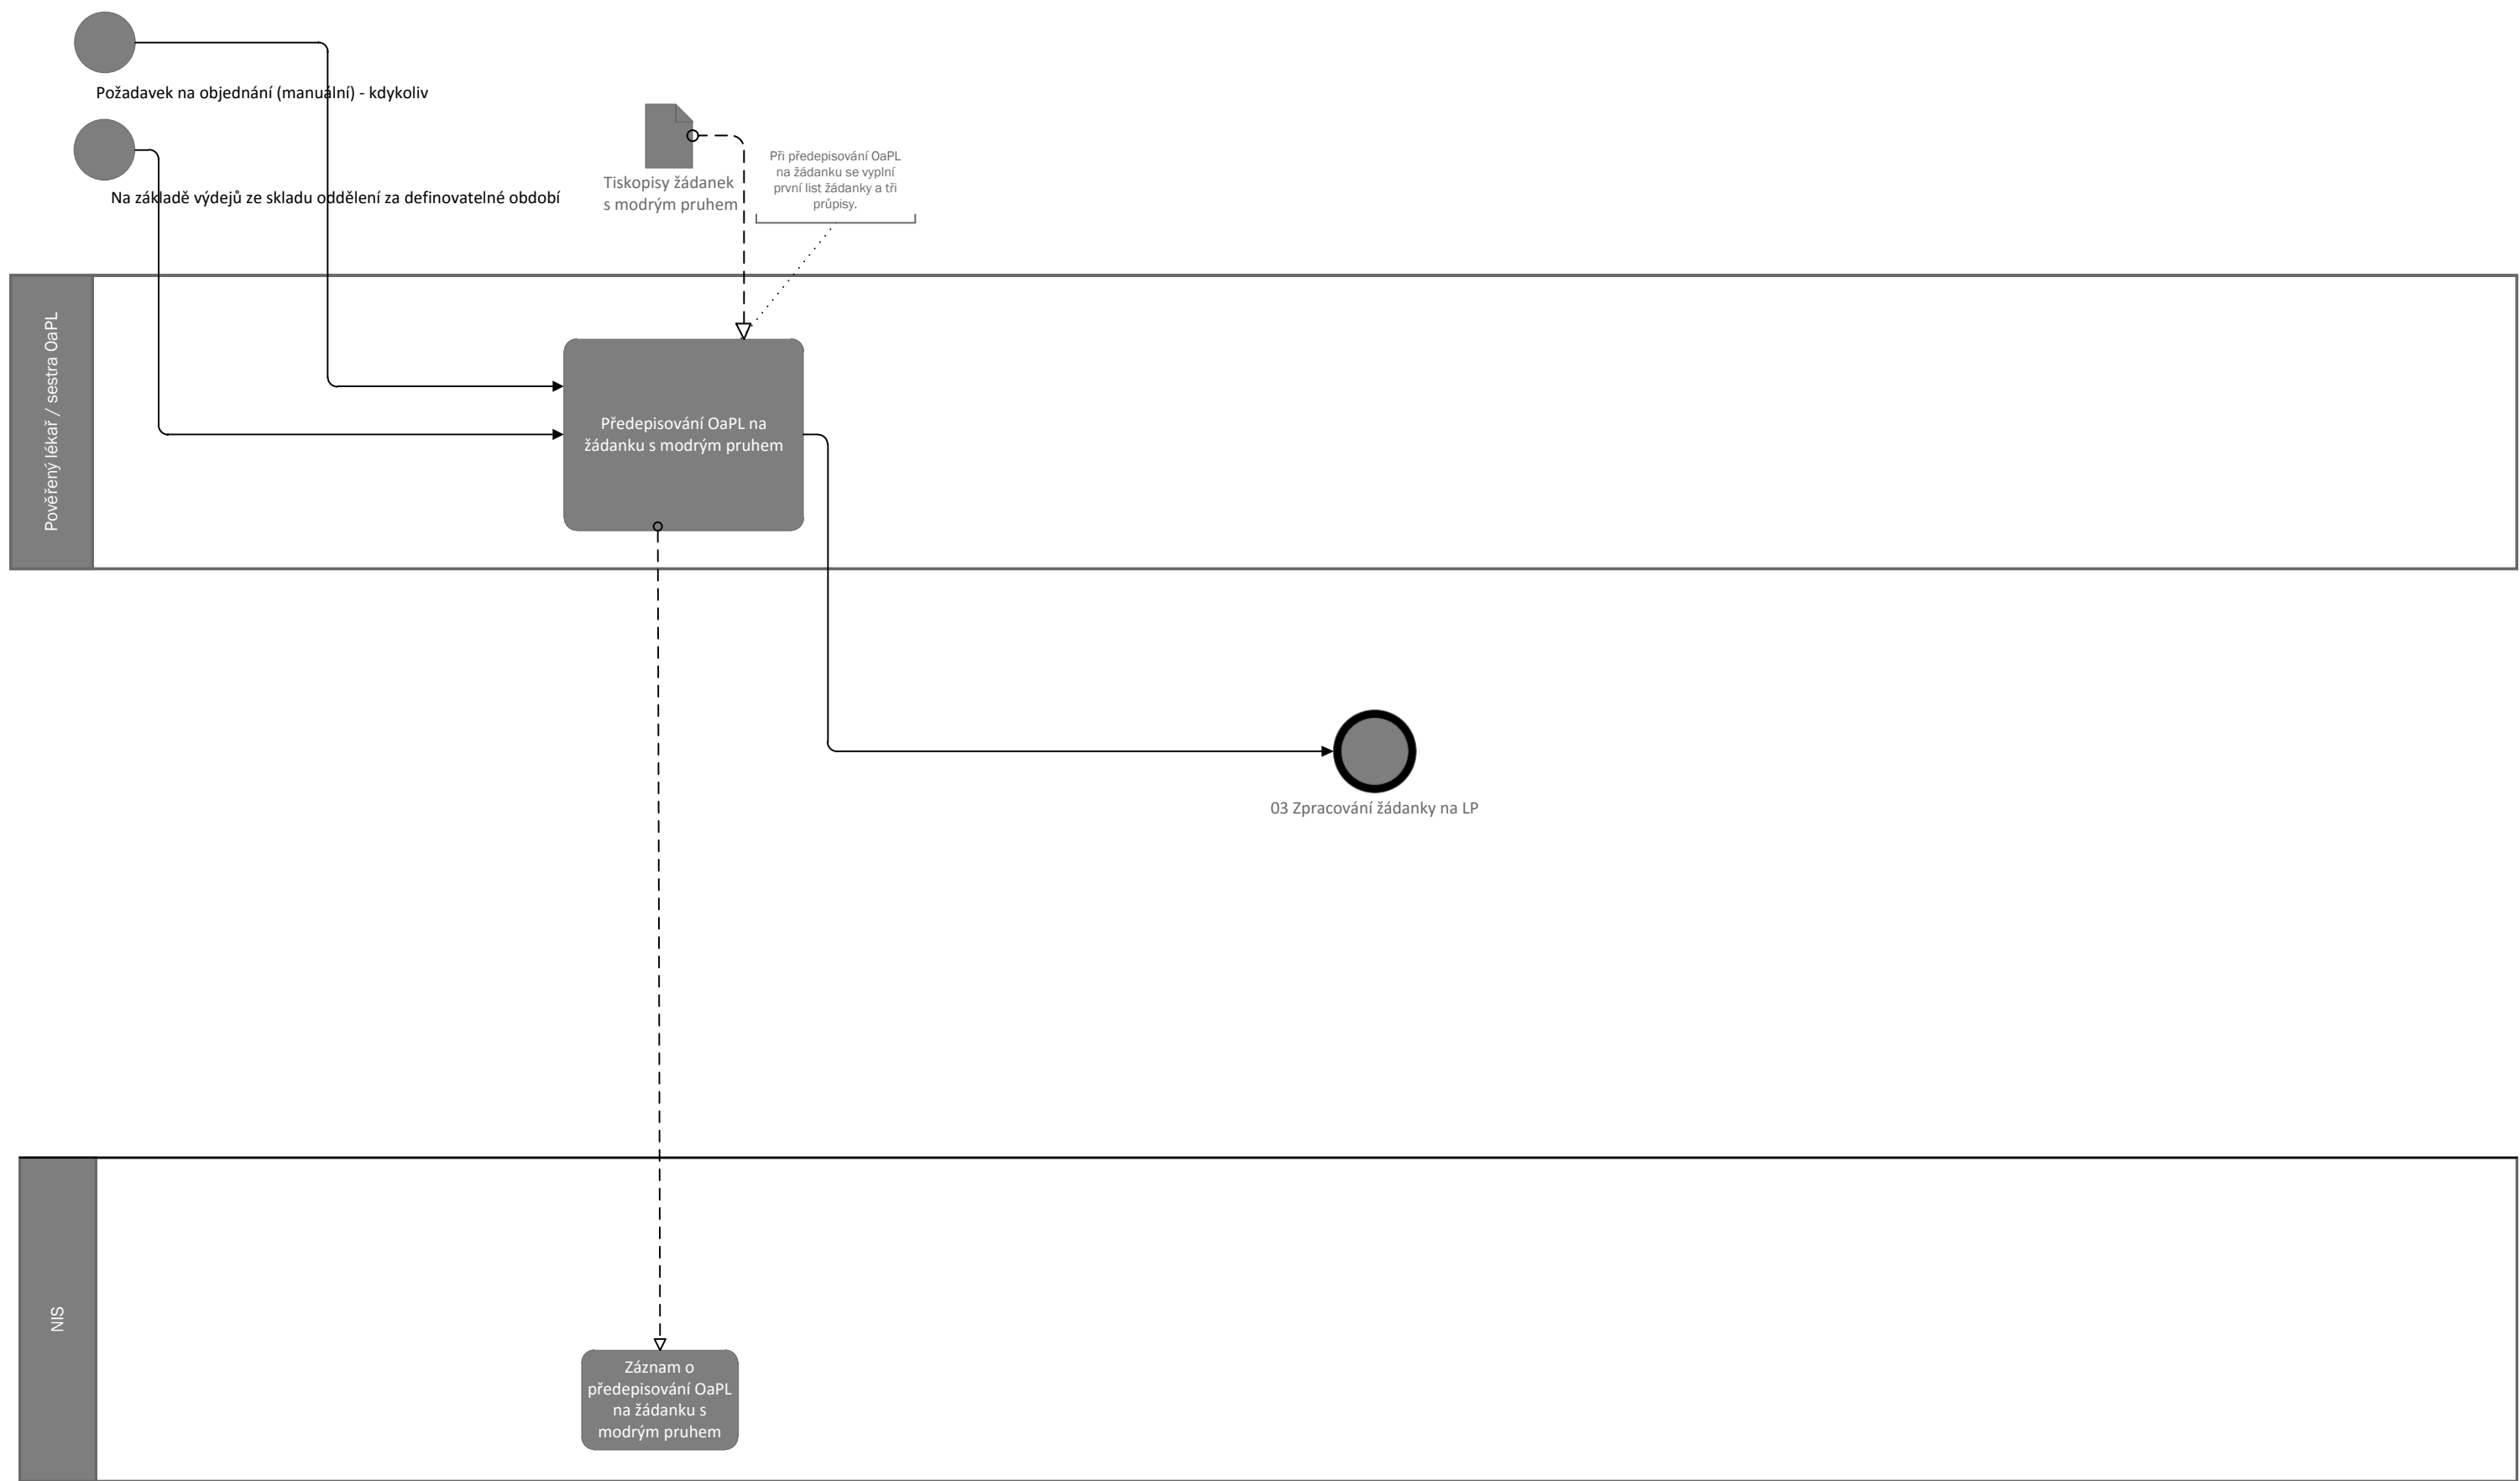 Požadavek na objednání (manuální) - kdykoliv
Na základě výdejů ze skladu oddělení za definovatelné období
Tiskopisy žádanek
s modrým pruhem
Při předepisování OaPL
na žádanku se vyplní
první list žádanky a tři
průpisy.
Pověřený lékař / sestra OaPL
Předepisování OaPL na
žádanku s modrým pruhem
03 Zpracování žádanky na LP
NIS
Záznam o
předepisování OaPL
na žádanku s
modrým pruhem